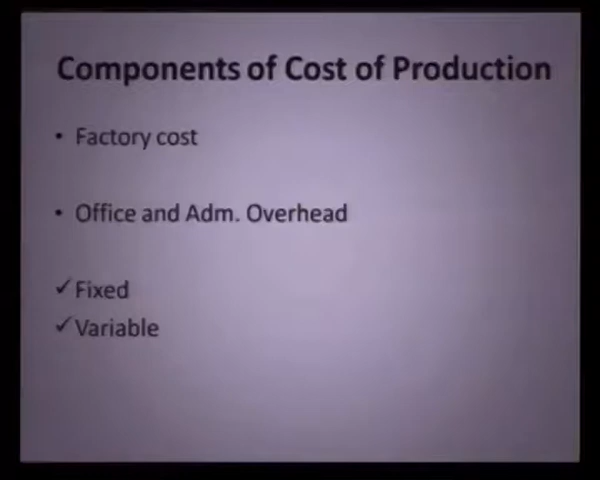 Components of Cost of Production
• Factory cost
• Office and Adm. Overhead
✓ Fixed
✓ Variable